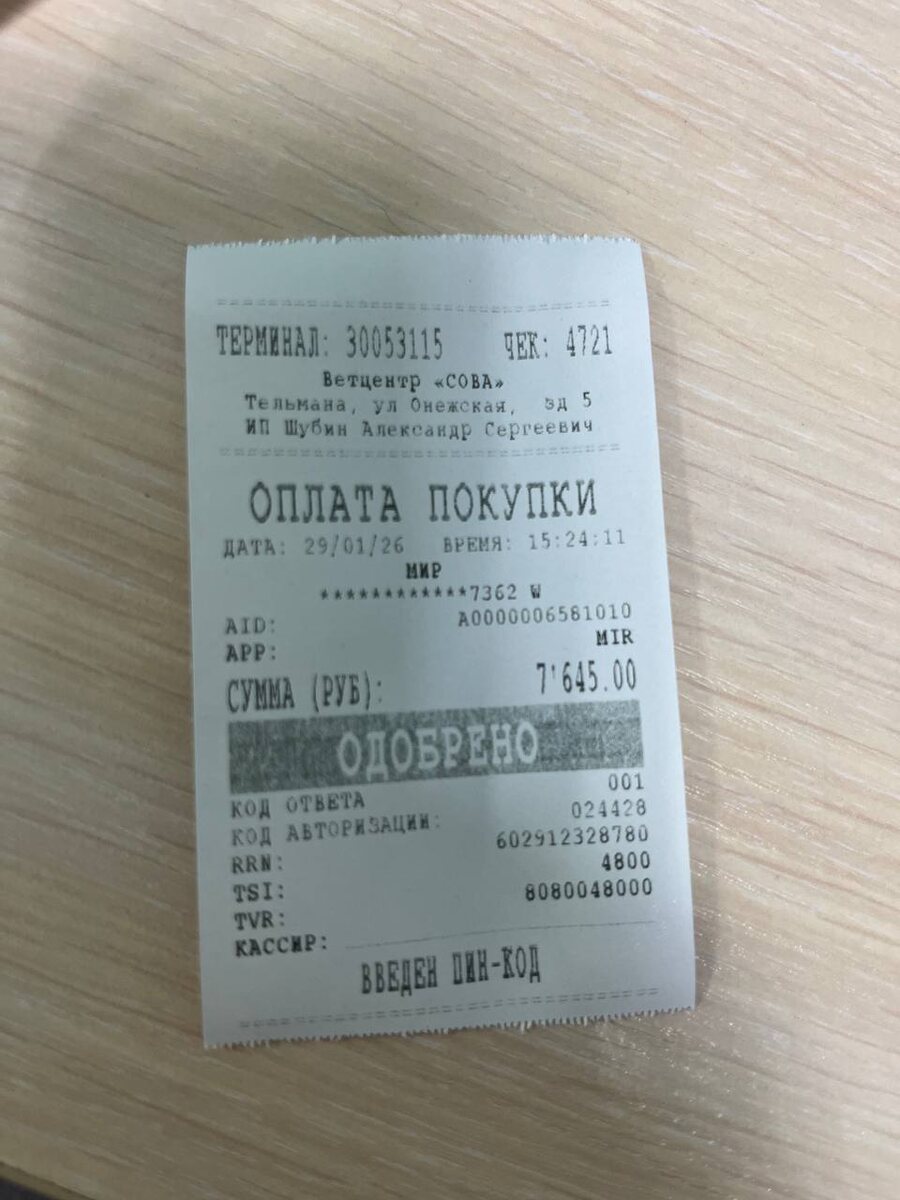 ТЕРМИНАЛ: 30053115 ЧЕК: 4721
Ветцентр «СОВА»
Тельмана, ул Онежская, зд 5
ИП Шубин Александр Сергеевич
ОПЛАТА ПОКУПКИ
ДАТА: 29/01/26 ВРЕМЯ: 15:24:11
МИР
************7362 W
AID: A0000006581010
APP: MIR
СУММА (РУБ): 7'645.00
ОДОБРЕНО
КОД ОТВЕТА 001
КОД АВТОРИЗАЦИИ: 024428
RRN: 602912328780
TSI: 4800
TVR: 8080048000
КАССИР:
ВВЕДЕН ПИН-КОД